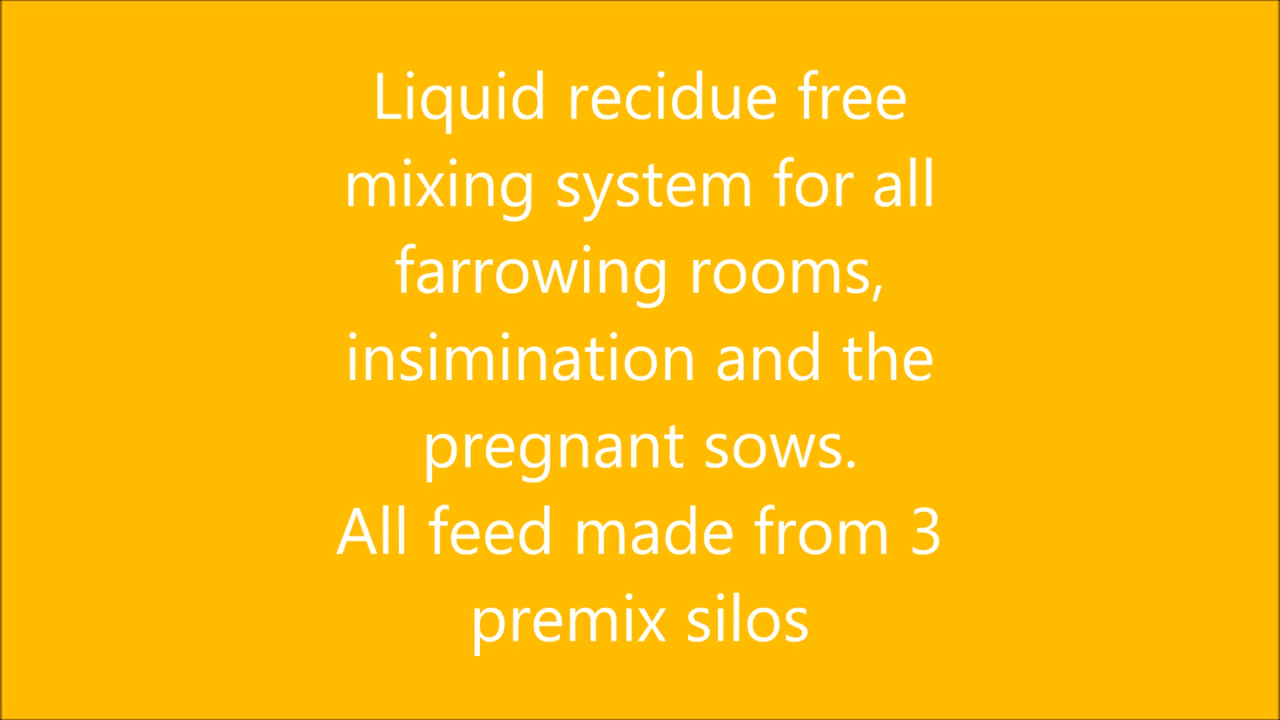 Liquid recidue free
mixing system for all
farrowing rooms,
insimination and the
pregnant sows.
All feed made from 3
premix silos